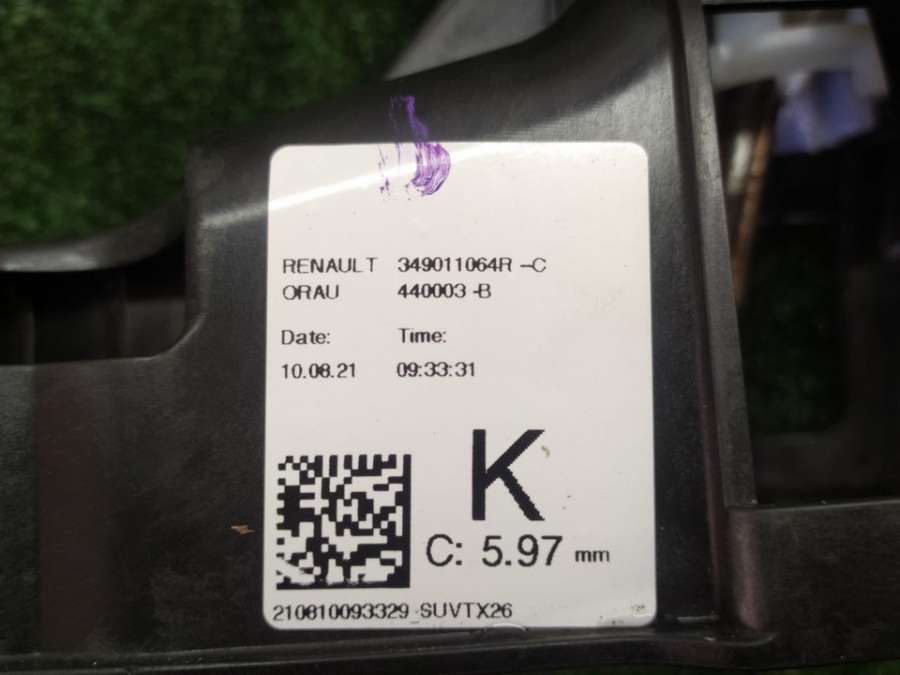 RENAULT 349011064R -C
ORAU 440003 -B
Date: Time:
10.08.21 09:33:31
K
C: 5.97 mm
210810093329 SUVTX26